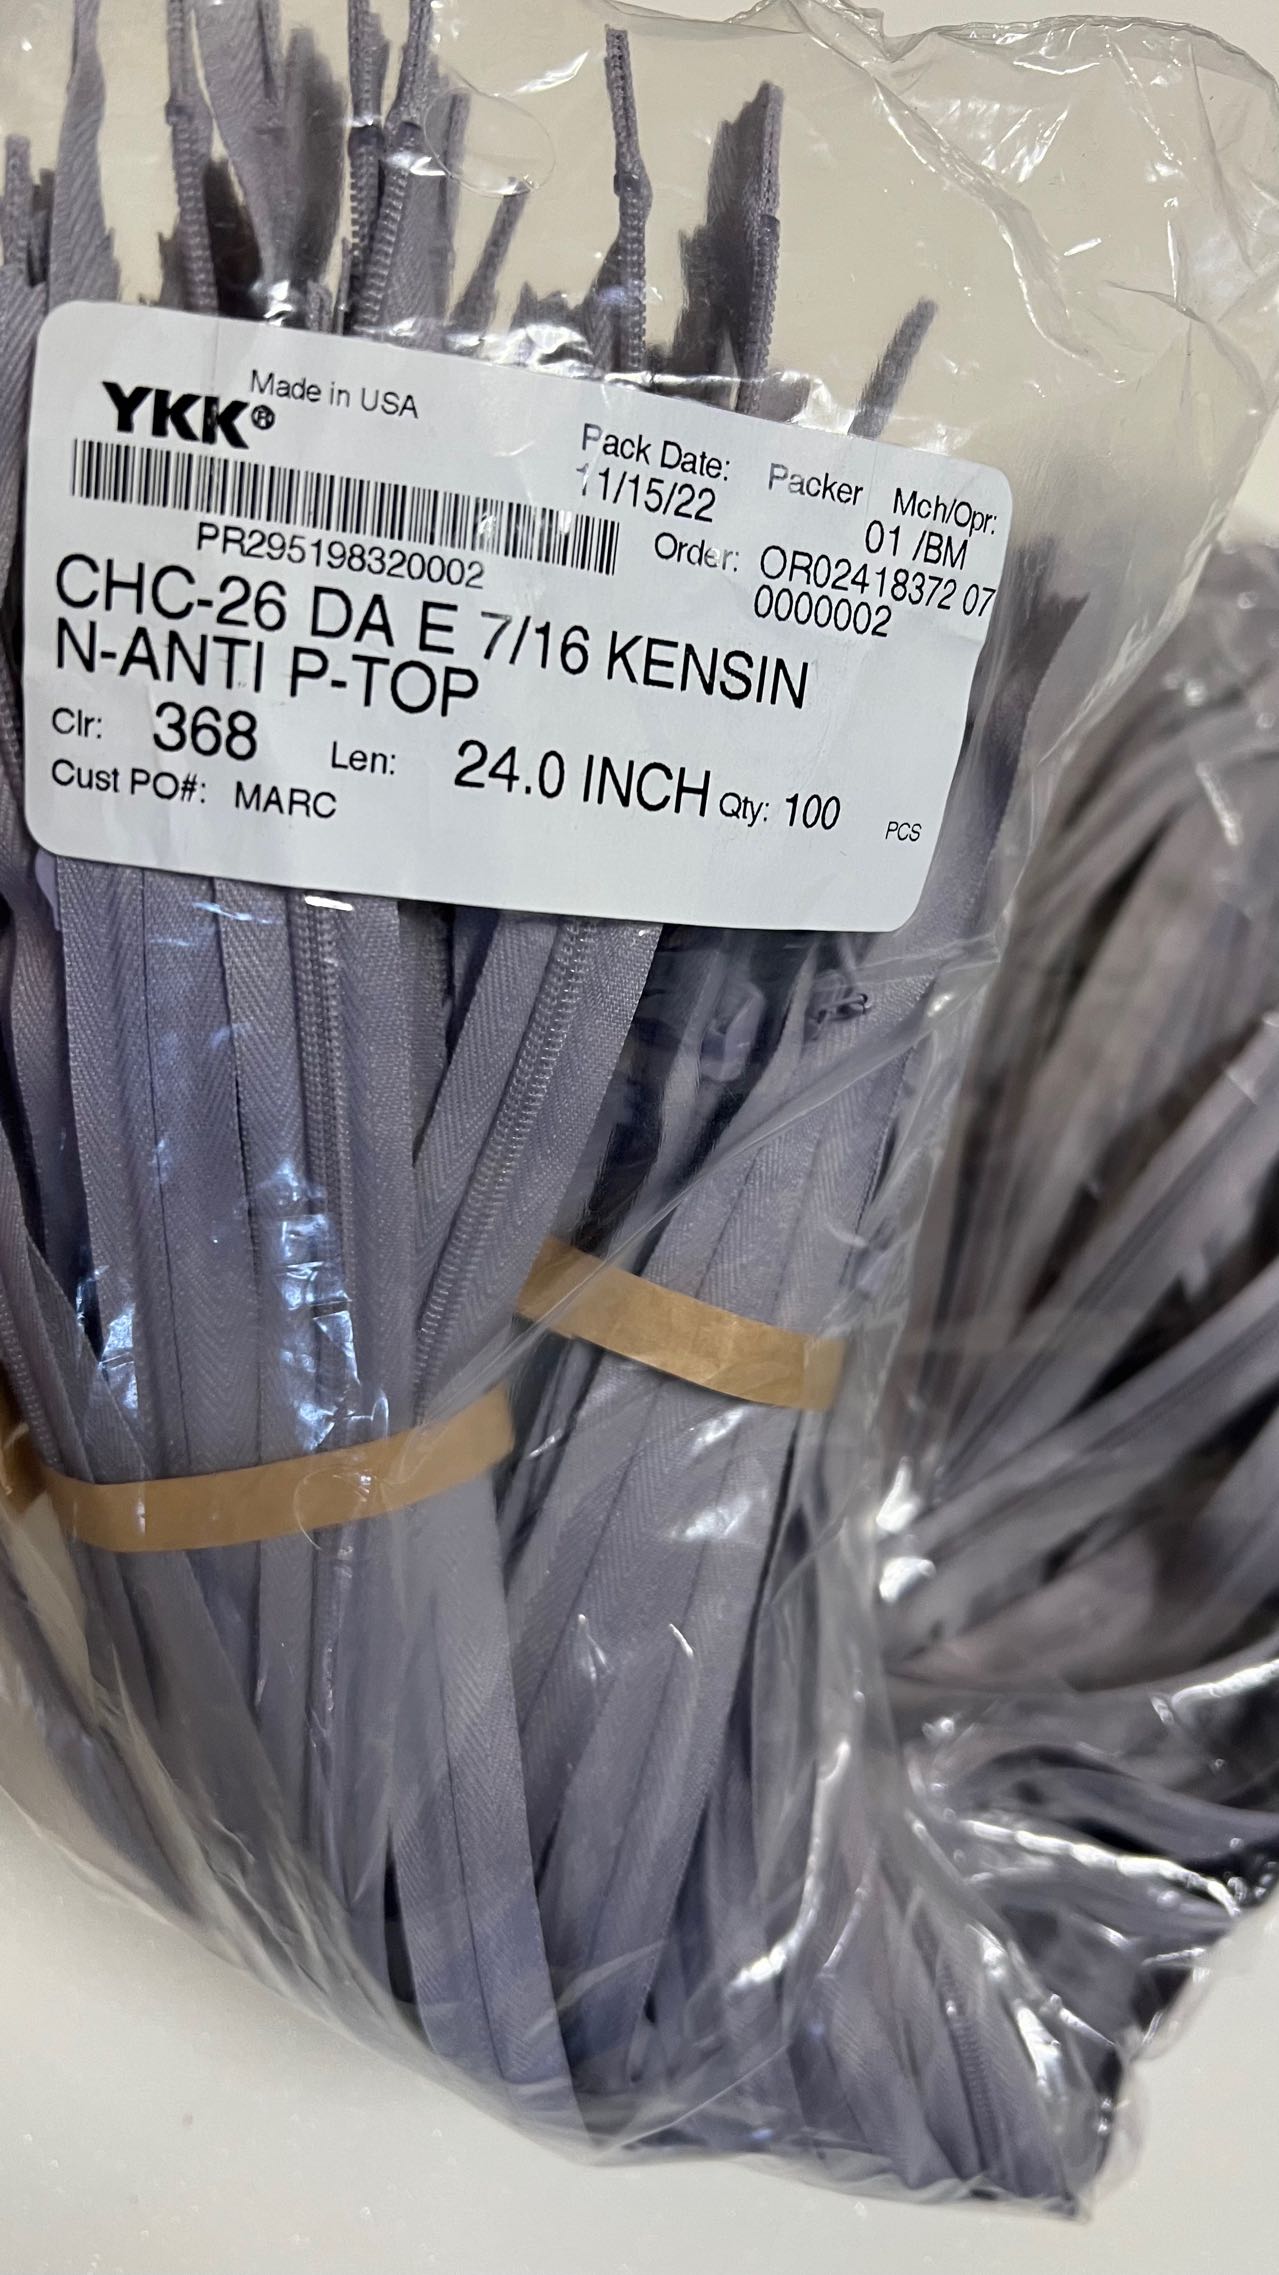 Made in USA
YKK®
Pack Date: Packer Mch/Opr:
11/15/22 01 /BM
PR295198320002
Order: OR02418372 07
0000002
CHC-26 DA E 7/16 KENSIN
N-ANTI P-TOP
Clr: 368 Len: 24.0 INCH Qty: 100 PCS
Cust PO#: MARC